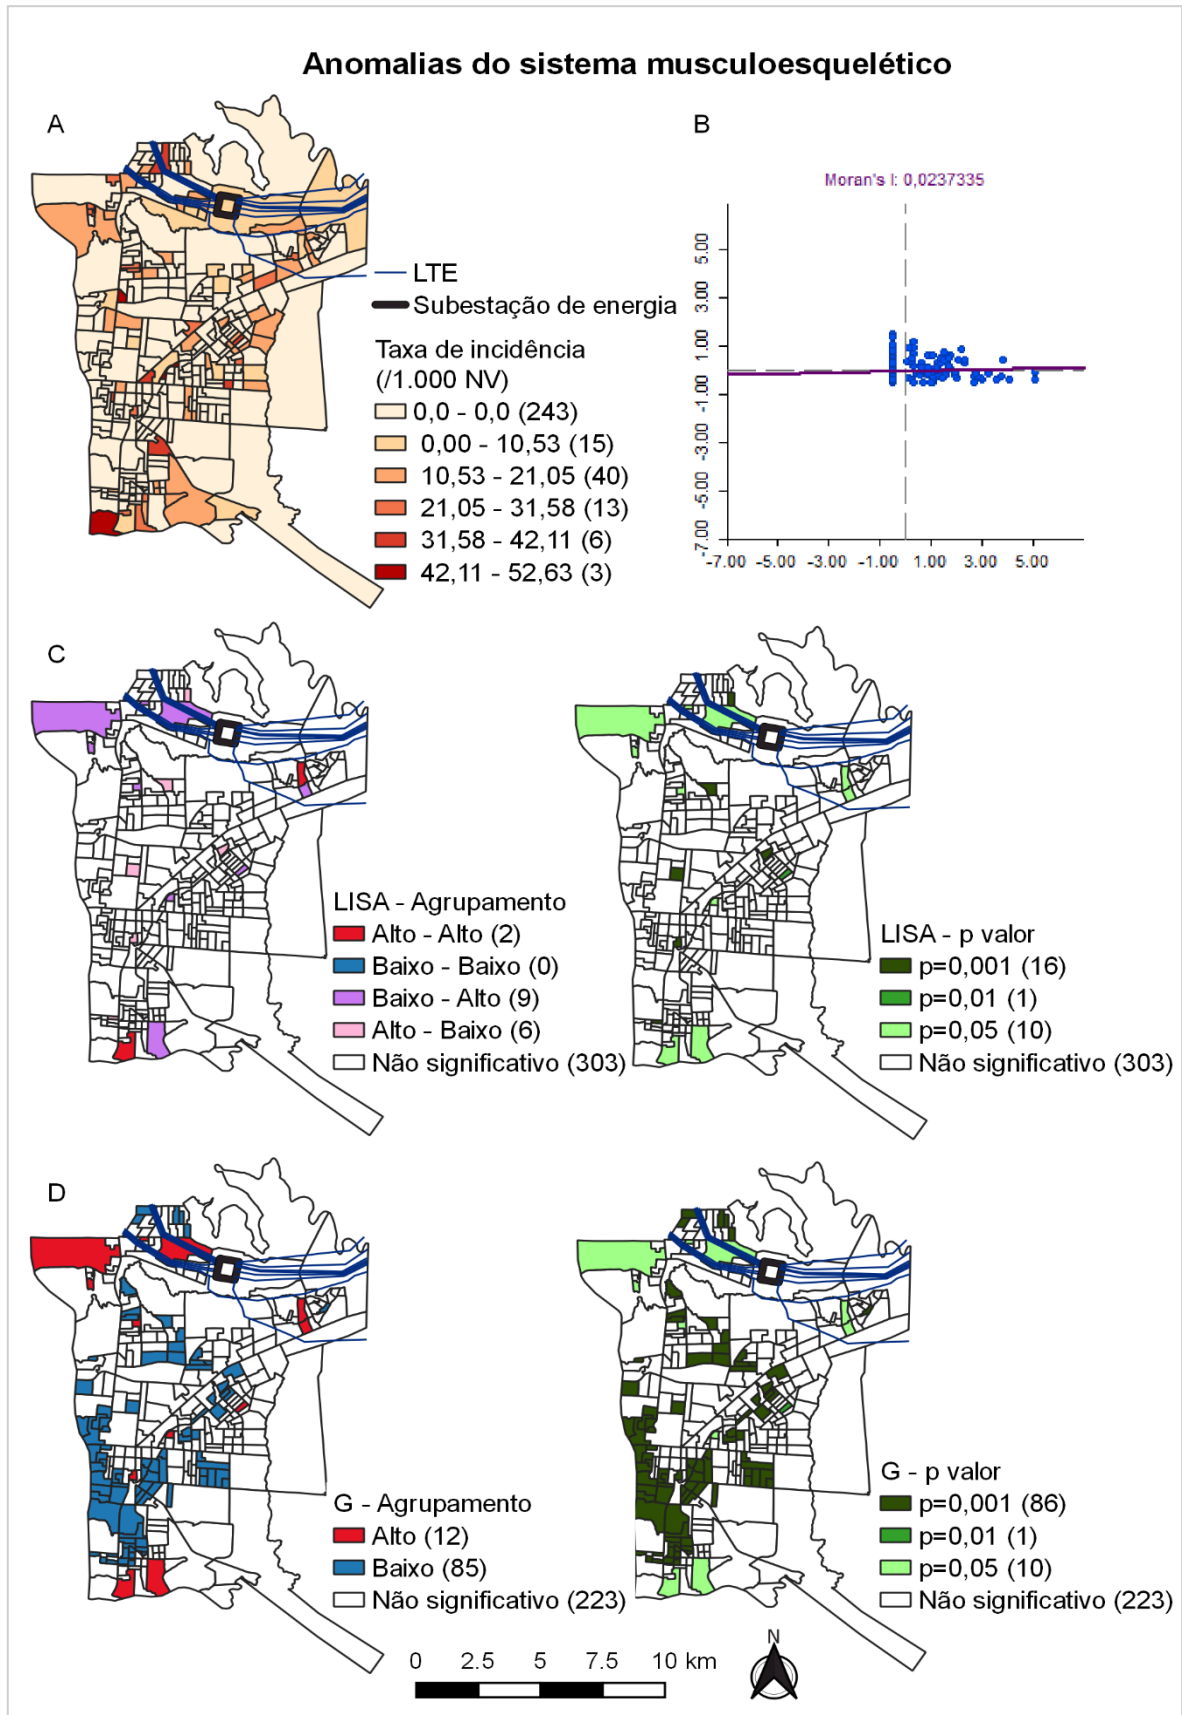 Anomalias do sistema musculoesquelético
A
B
Moran's I: 0,0237335
LTE
Subestação de energia
Taxa de incidência
(/1.000 NV)
0,0 - 0,0 (243)
0,00 - 10,53 (15)
10,53 - 21,05 (40)
21,05 - 31,58 (13)
31,58 - 42,11 (6)
42,11 - 52,63 (3)
5.00
3.00
1.00
-1.00
-3.00
-5.00
-7.00
-7.00 -5.00 -3.00 -1.00 1.00 3.00 5.00
C
LISA - Agrupamento
Alto - Alto (2)
Baixo - Baixo (0)
Baixo - Alto (9)
Alto - Baixo (6)
Não significativo (303)
LISA - p valor
p=0,001 (16)
p=0,01 (1)
p=0,05 (10)
Não significativo (303)
D
G - Agrupamento
Alto (12)
Baixo (85)
Não significativo (223)
G - p valor
p=0,001 (86)
p=0,01 (1)
p=0,05 (10)
Não significativo (223)
0 2.5 5 7.5 10 km
N